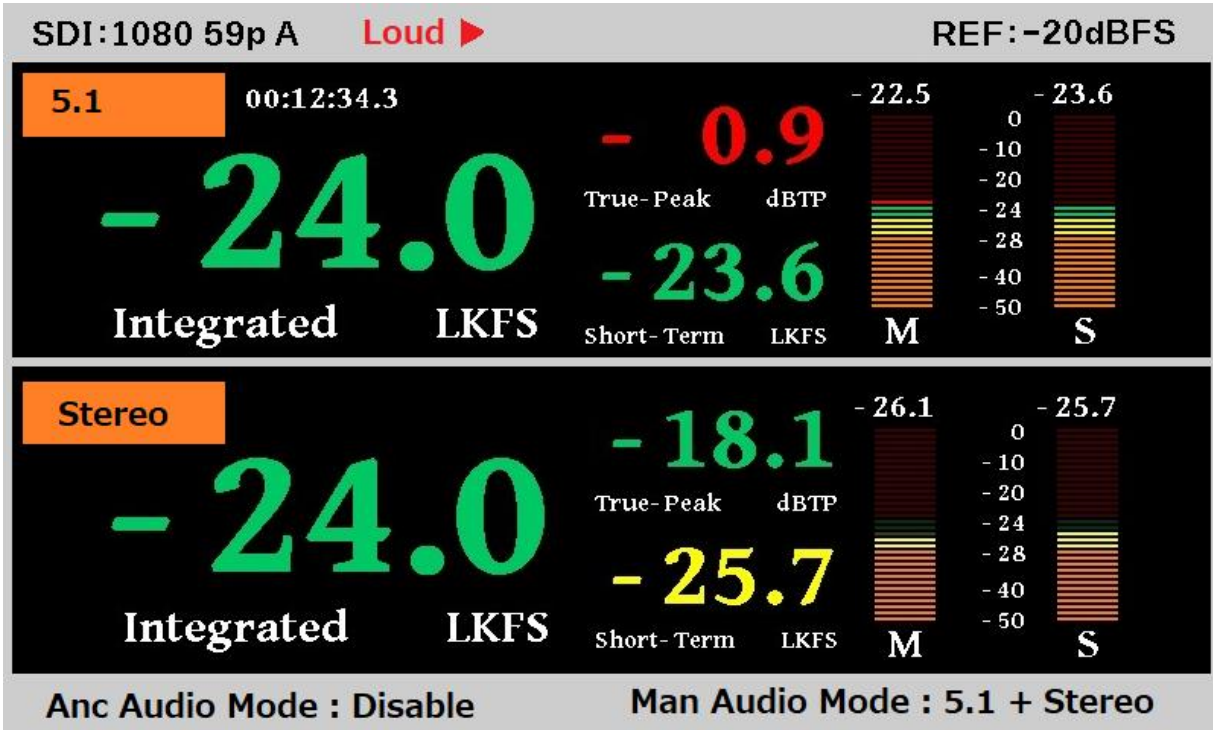 SDI:1080 59p A Loud ▶ REF:-20dBFS
5.1 00:12:34.3
-24.0
Integrated LKFS
- 0.9
True-Peak dBTP
-23.6
Short-Term LKFS
-22.5 -23.6
0
-10
-20
-24
-28
-40
-50
M S
Stereo
-24.0
Integrated LKFS
-18.1
True-Peak dBTP
-25.7
Short-Term LKFS
-26.1 -25.7
0
-10
-20
-24
-28
-40
-50
M S
Anc Audio Mode : Disable Man Audio Mode : 5.1 + Stereo